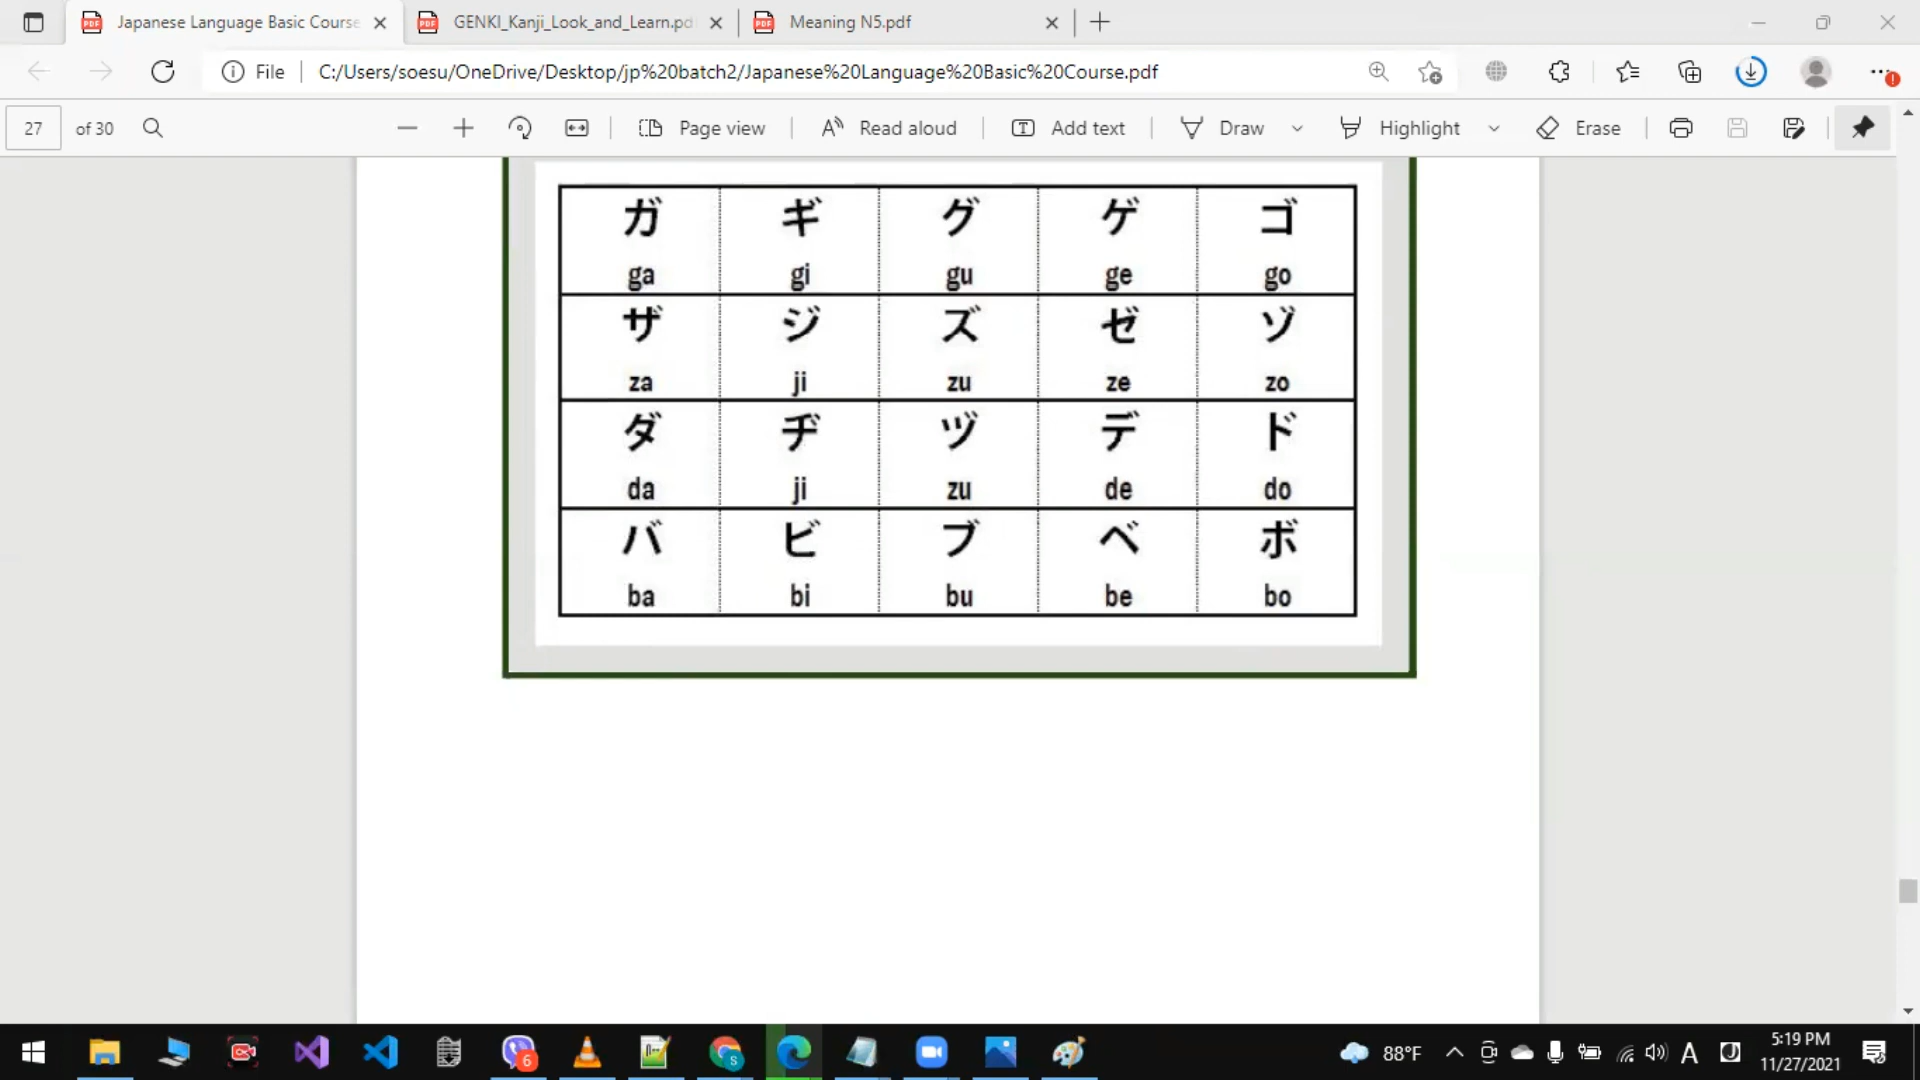 Japanese Language Basic Course
GENKI_Kanji_Look_and_Learn.pd
Meaning N5.pdf
File
C:/Users/soesu/OneDrive/Desktop/jp%20batch2/Japanese%20Language%20Basic%20Course.pdf
27 of 30
Page view
Read aloud
Add text
Draw
Highlight
Erase
ガ ギ グ ゲ ゴ
ga gi gu ge go
ザ ジ ズ ゼ ゾ
za ji zu ze zo
ダ ヂ ヅ デ ド
da ji zu de do
バ ビ ブ ベ ボ
ba bi bu be bo
6
S
88°F
A
J
5:19 PM
11/27/2021